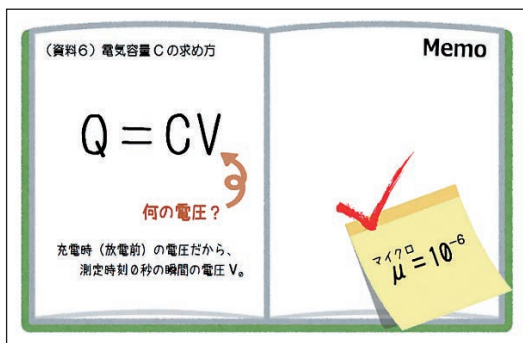 （資料6）電気容量Cの求め方
Q = CV
何の電圧？
充電時（放電前）の電圧だから、
測定時刻0秒の瞬間の電圧V。
Memo
マイクロ
μ=10⁻⁶